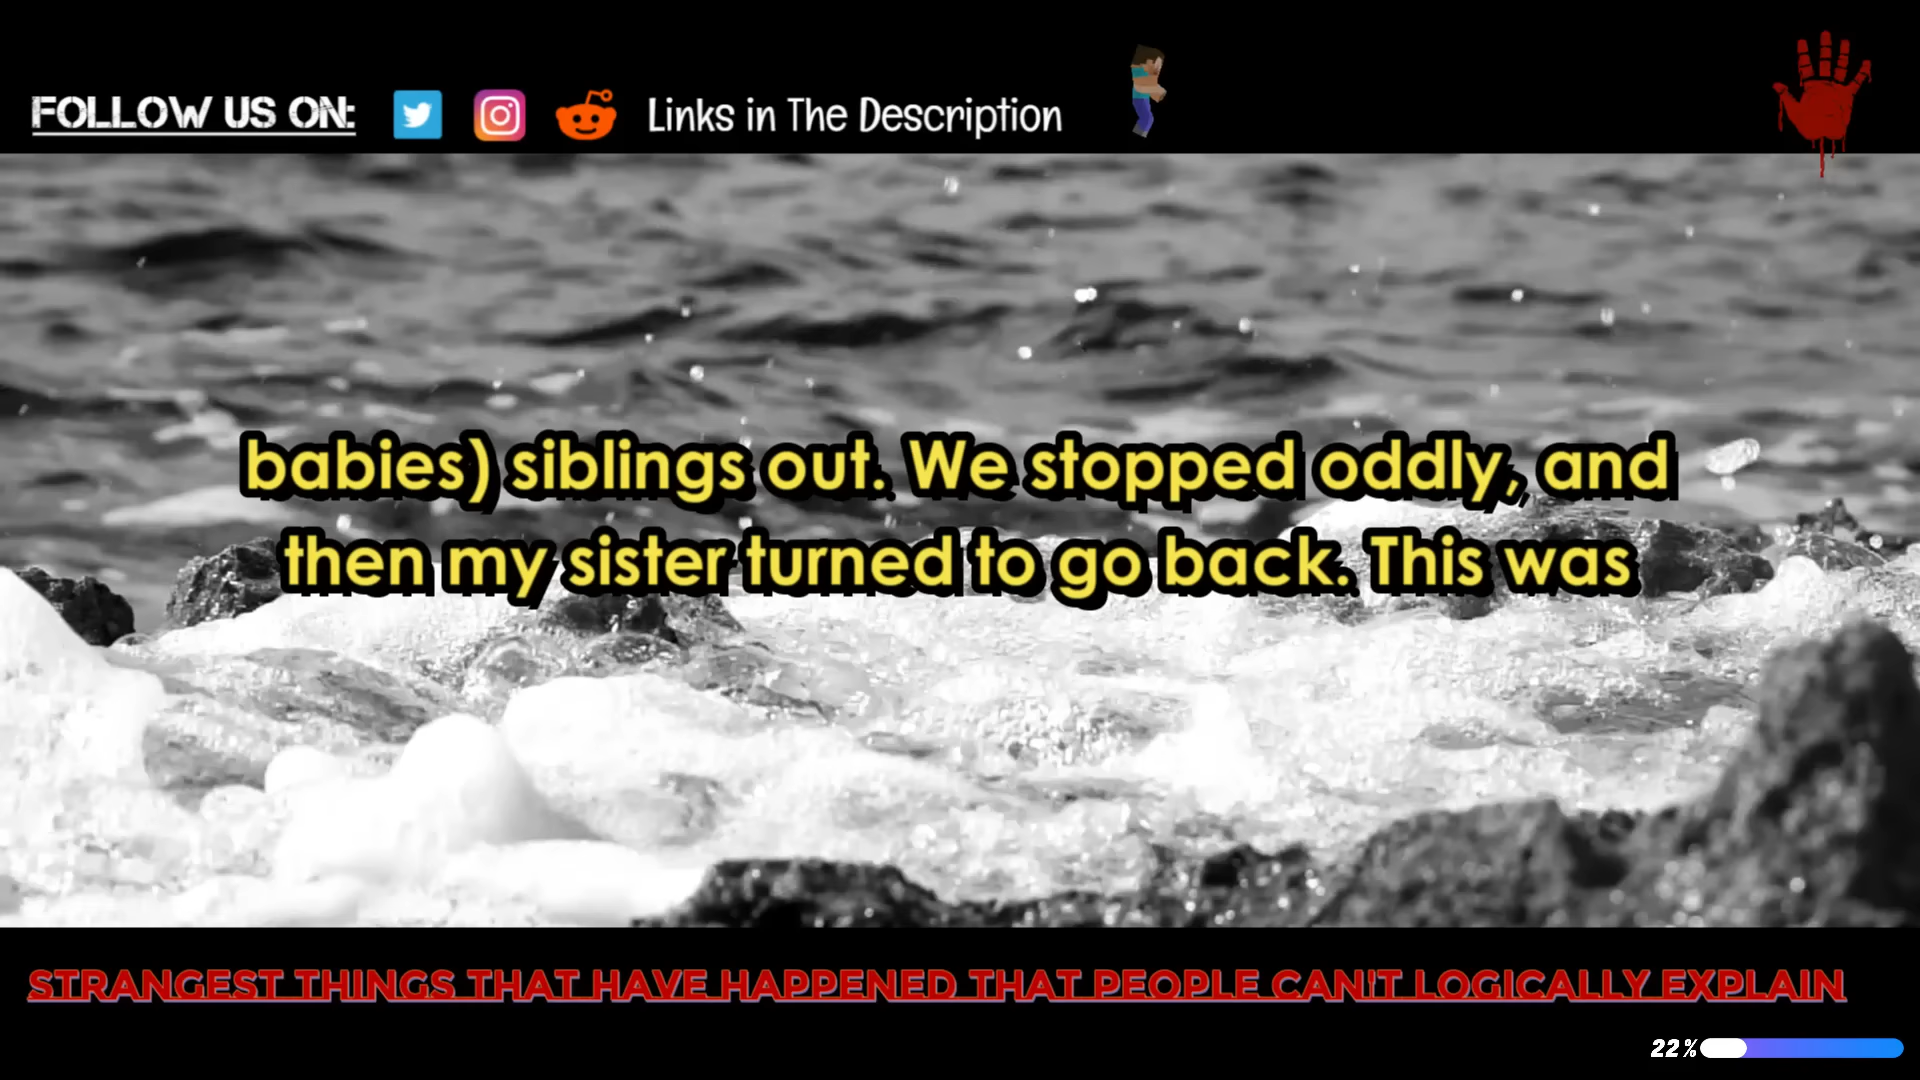 FOLLOW US ON: Links in The Description
babies) siblings out. We stopped oddly, and
then my sister turned to go back. This was
STRANGEST THINGS THAT HAVE HAPPENED THAT PEOPLE CAN'T LOGICALLY EXPLAIN
22%